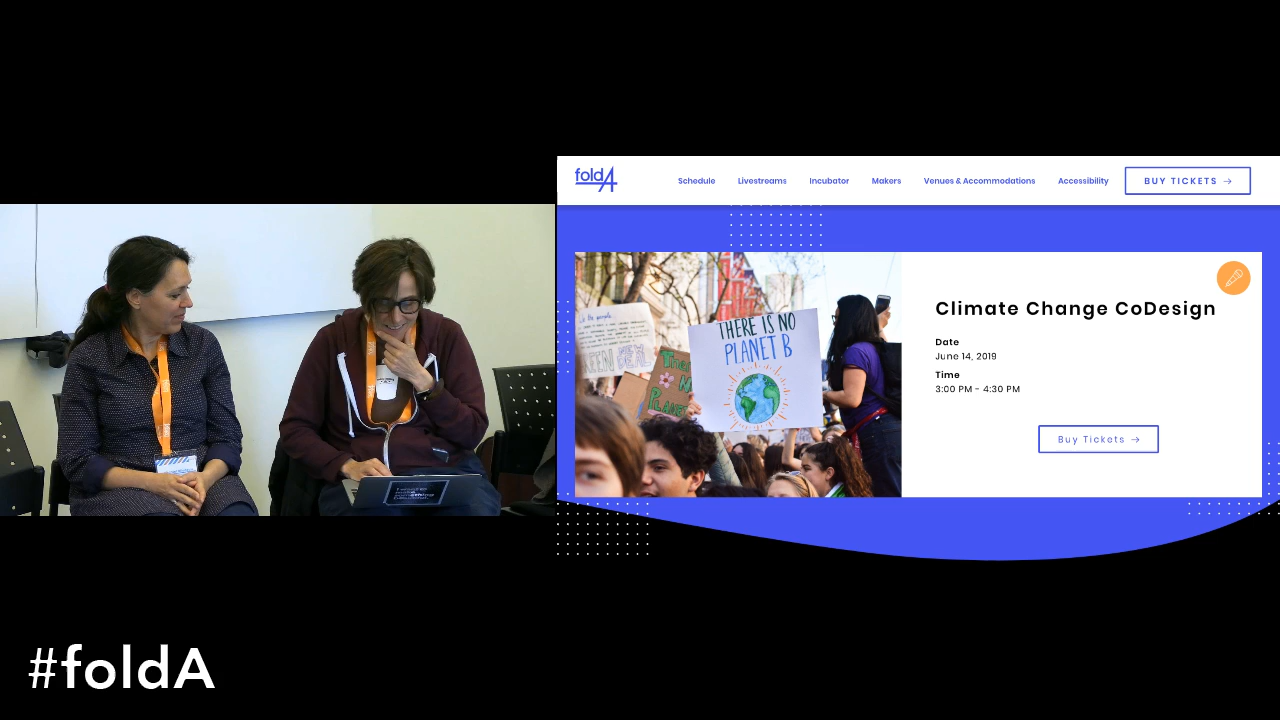 foldA
Schedule
Livestreams
Incubator
Makers
Venues & Accommodations
Accessibility
BUY TICKETS →
THERE IS NO
PLANET B
Climate Change CoDesign
Date
June 14, 2019
Time
3:00 PM - 4:30 PM
Buy Tickets →
#foldA